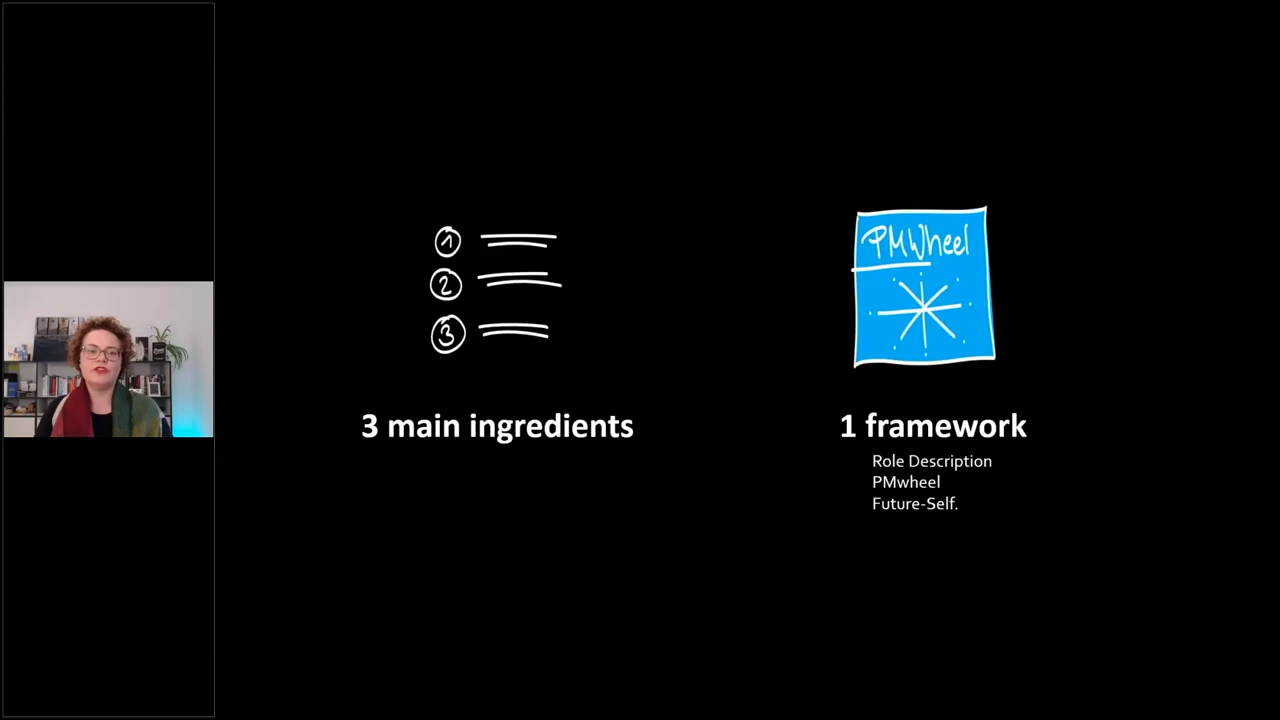 1
2
3
3 main ingredients
PMWheel
1 framework
Role Description
PMwheel
Future-Self.